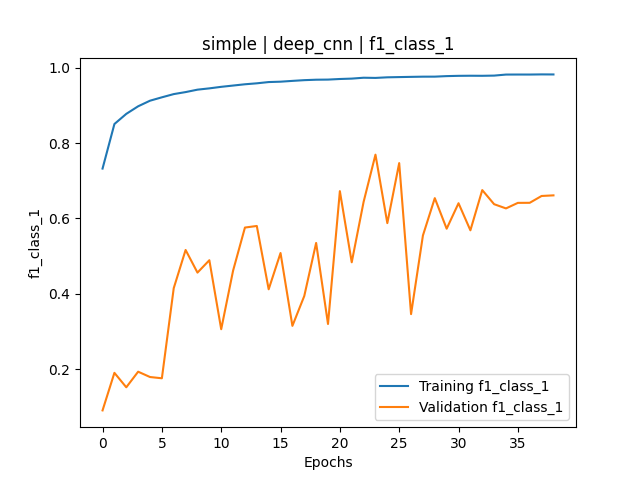 simple | deep_cnn | f1_class_1
f1_class_1
1.0
0.8
0.6
0.4
0.2
Training f1_class_1
Validation f1_class_1
0 5 10 15 20 25 30 35
Epochs